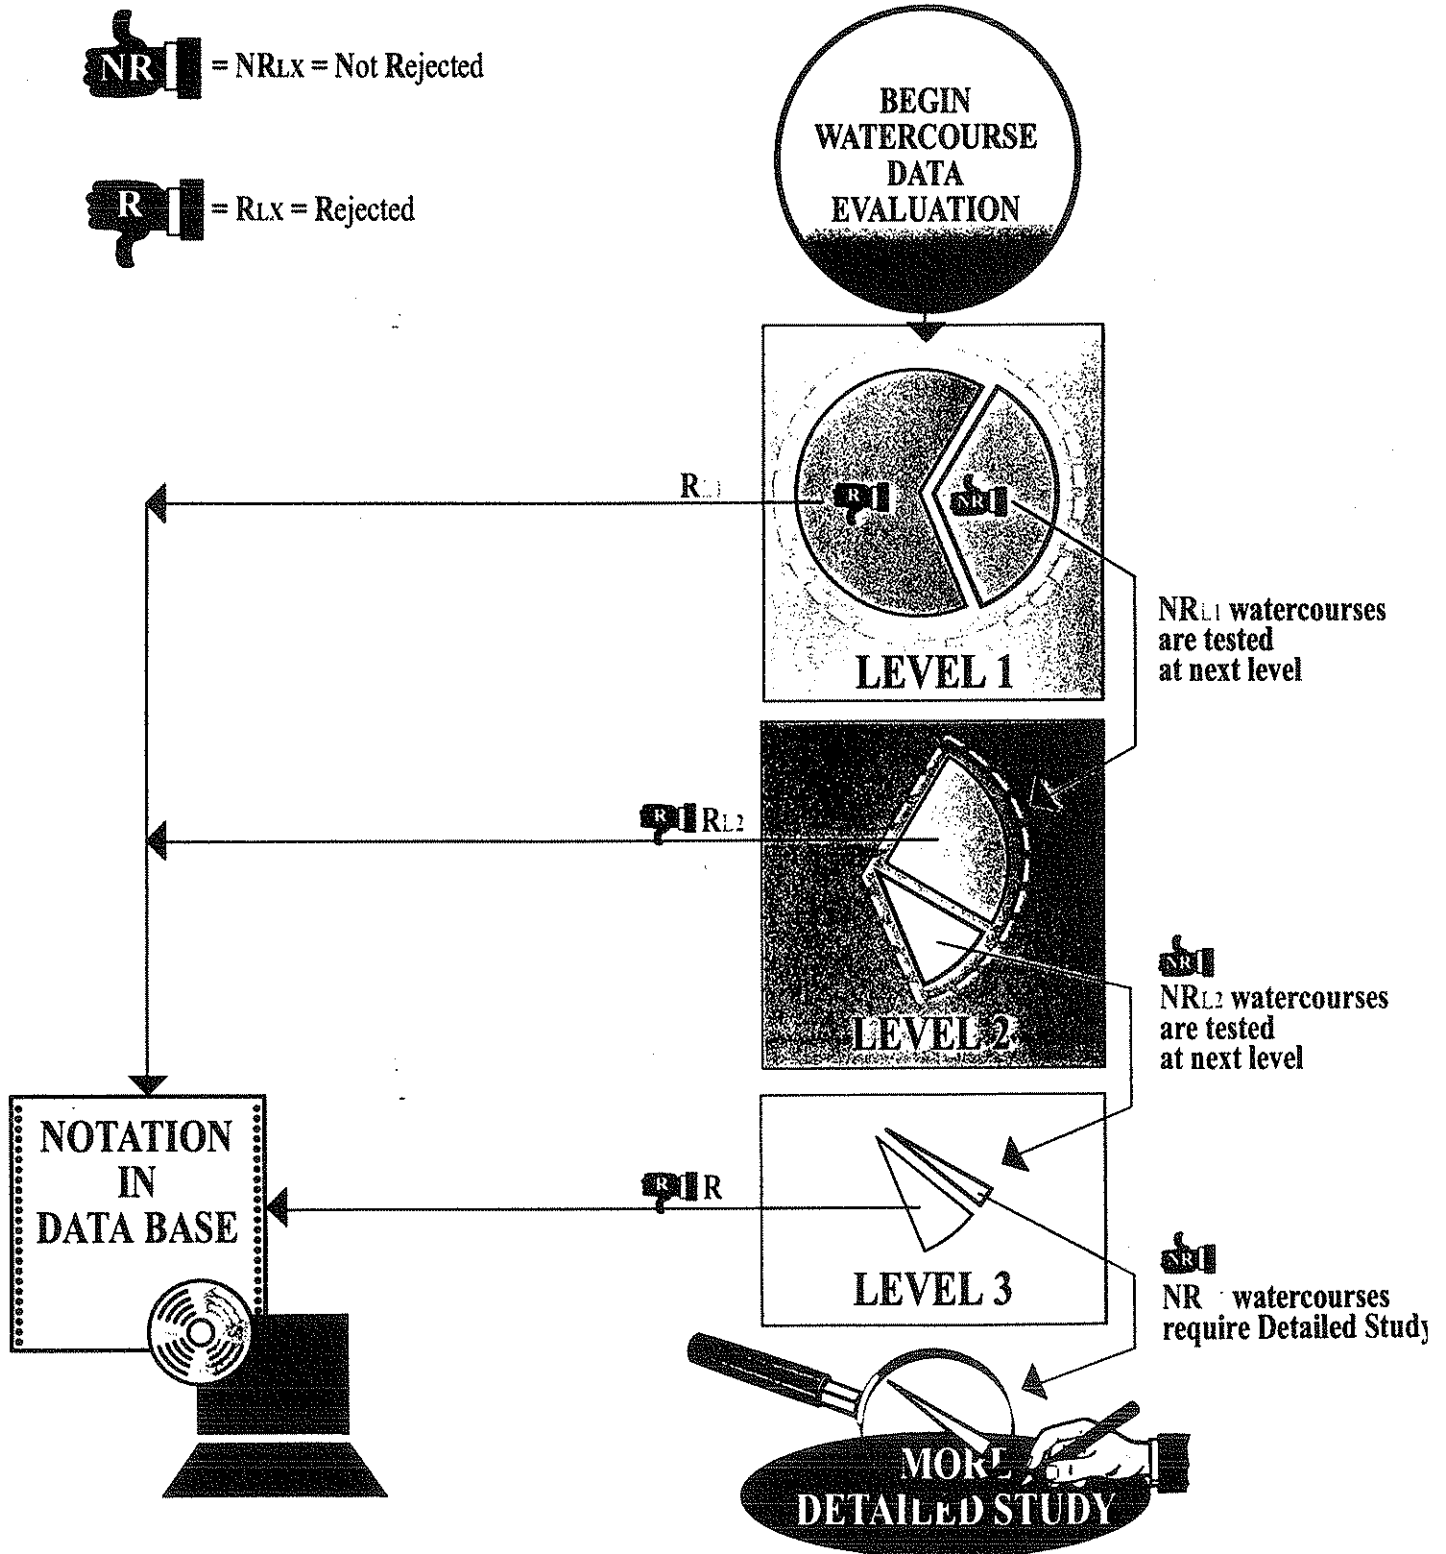 NR = NRLX = Not Rejected
R = RLX = Rejected
BEGIN
WATERCOURSE
DATA
EVALUATION
R
R
NR
LEVEL 1
NRL1 watercourses
are tested
at next level
R RL2
LEVEL 2
NR
NRL2 watercourses
are tested
at next level
NOTATION
IN
DATA BASE
R R
LEVEL 3
NR
NR watercourses
require Detailed Study
MORE
DETAILED STUDY